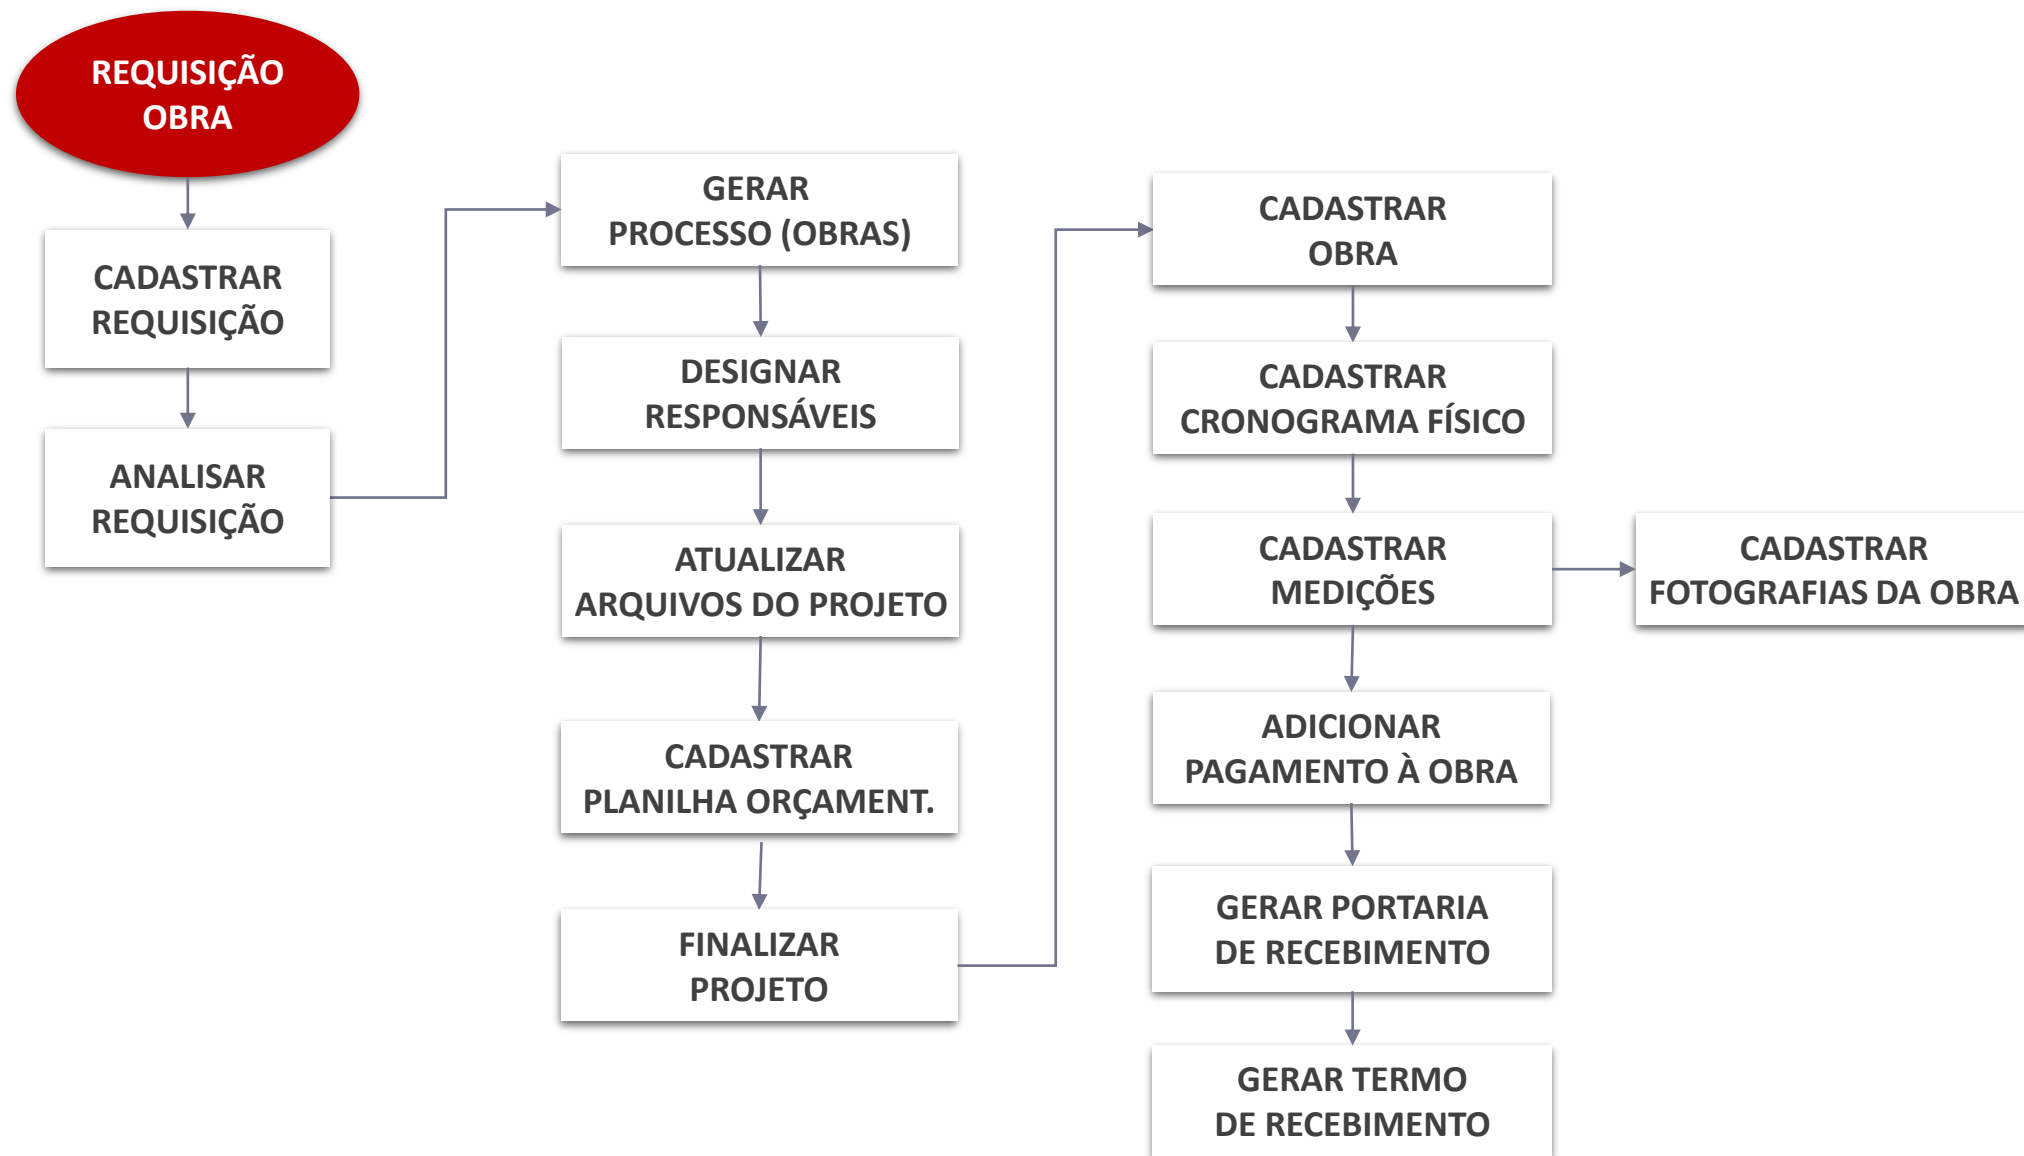 REQUISIÇÃO
OBRA
CADASTRAR
REQUISIÇÃO
ANALISAR
REQUISIÇÃO
GERAR
PROCESSO (OBRAS)
DESIGNAR
RESPONSÁVEIS
ATUALIZAR
ARQUIVOS DO PROJETO
CADASTRAR
PLANILHA ORÇAMENT.
FINALIZAR
PROJETO
CADASTRAR
OBRA
CADASTRAR
CRONOGRAMA FÍSICO
CADASTRAR
MEDIÇÕES
CADASTRAR
FOTOGRAFIAS DA OBRA
ADICIONAR
PAGAMENTO À OBRA
GERAR PORTARIA
DE RECEBIMENTO
GERAR TERMO
DE RECEBIMENTO